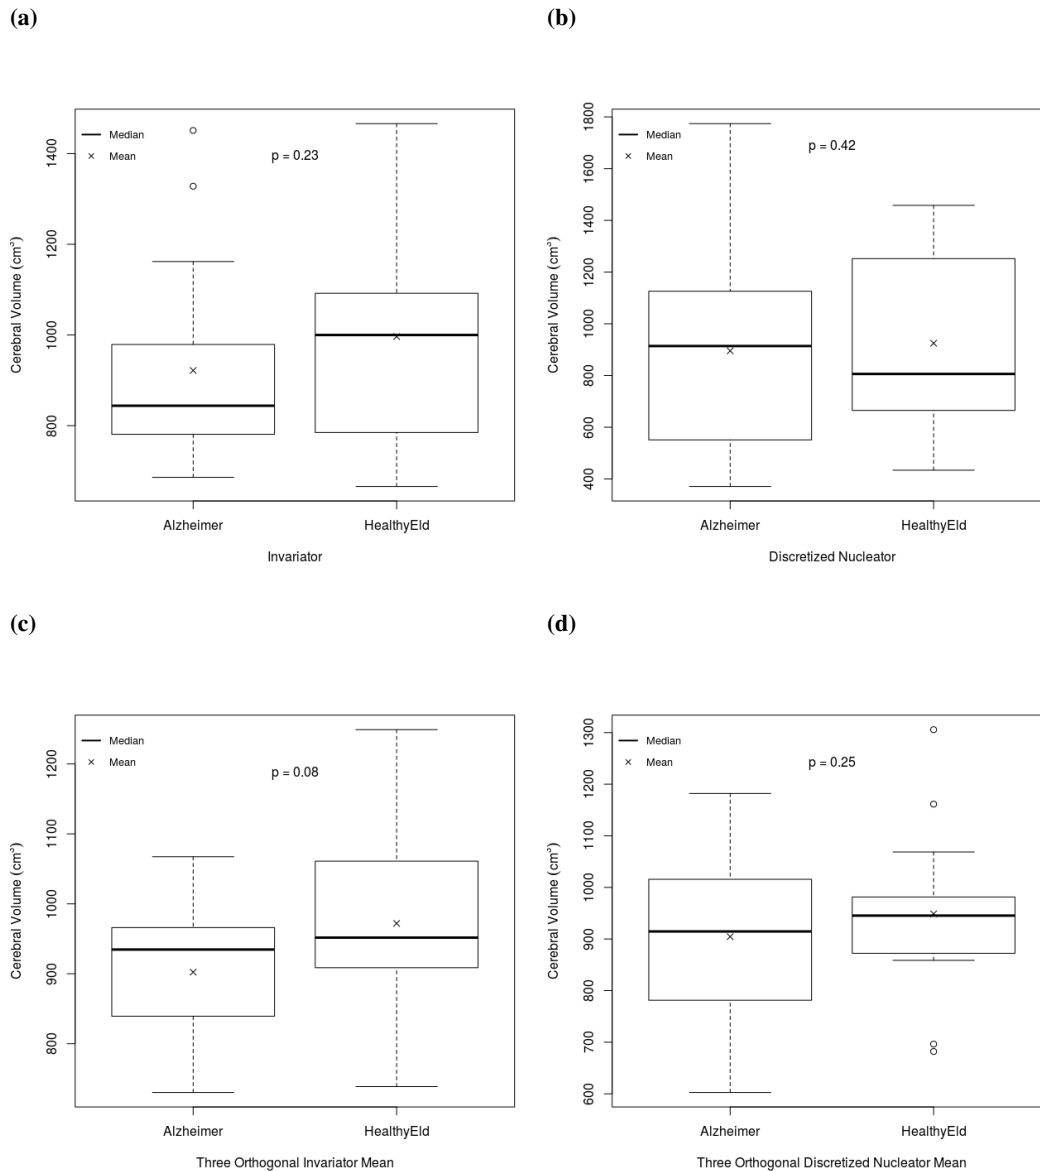 (a)
Median
Mean
p = 0.23
Cerebral Volume (cm³)
1400
1200
1000
800
Alzheimer
HealthyEld
Invariator
(b)
Median
Mean
p = 0.42
Cerebral Volume (cm³)
1800
1600
1400
1200
1000
800
600
400
Alzheimer
HealthyEld
Discretized Nucleator
(c)
Median
Mean
p = 0.08
Cerebral Volume (cm³)
1200
1100
1000
900
800
Alzheimer
HealthyEld
Three Orthogonal Invariator Mean
(d)
Median
Mean
p = 0.25
Cerebral Volume (cm³)
1300
1200
1100
1000
900
800
700
600
Alzheimer
HealthyEld
Three Orthogonal Discretized Nucleator Mean